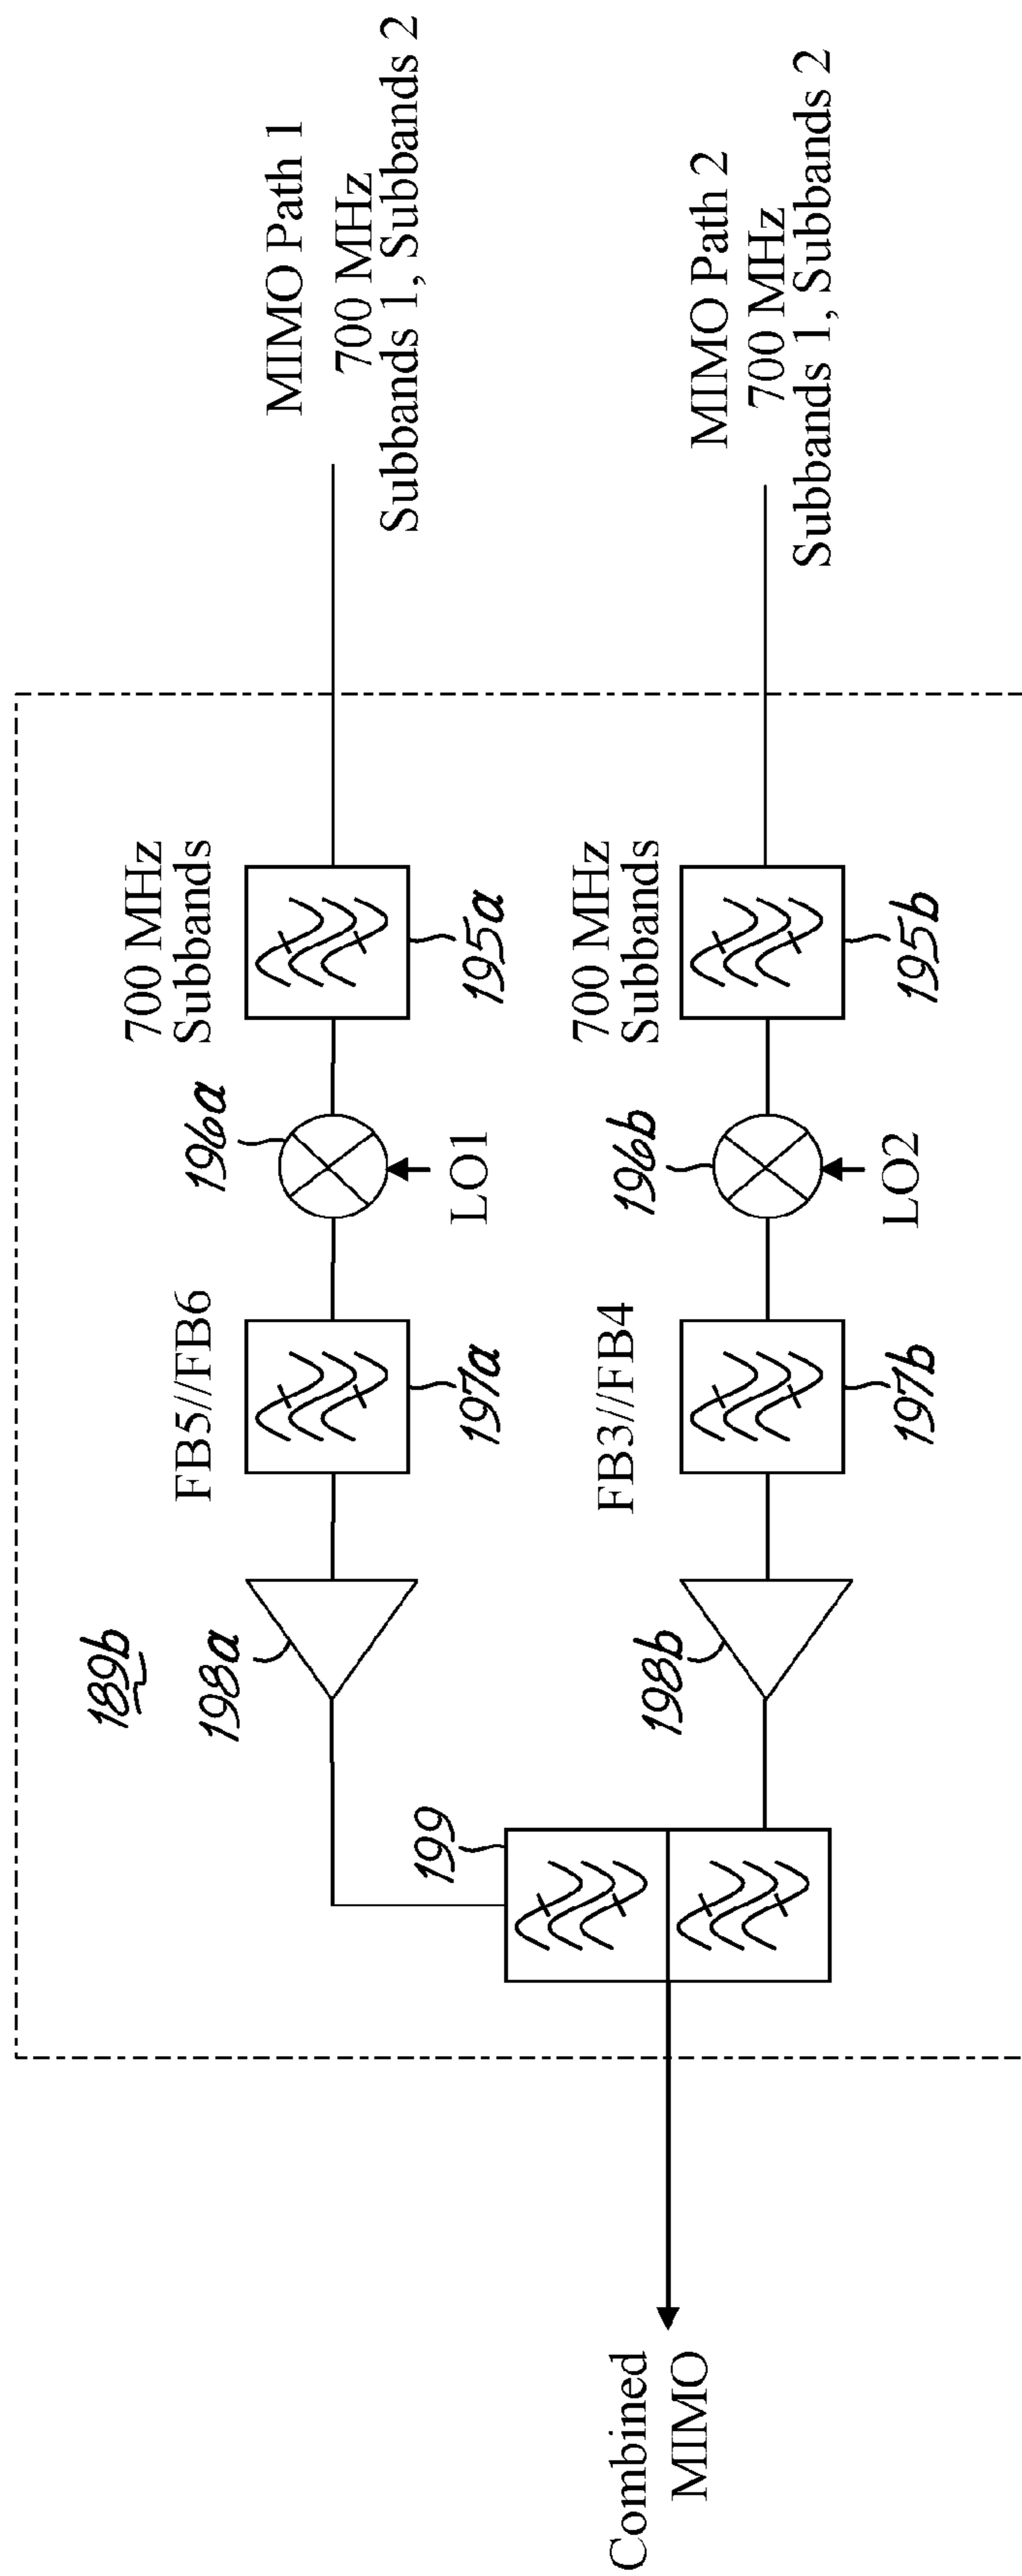 189b
198a
FB5//FB6
196a
700 MHz
Subbands
MIMO Path 1
700 MHz
Subbands 1, Subbands 2
199
197a
LO1
195a
198b
FB3//FB4
196b
700 MHz
Subbands
MIMO Path 2
700 MHz
Subbands 1, Subbands 2
Combined
MIMO
197b
LO2
195b